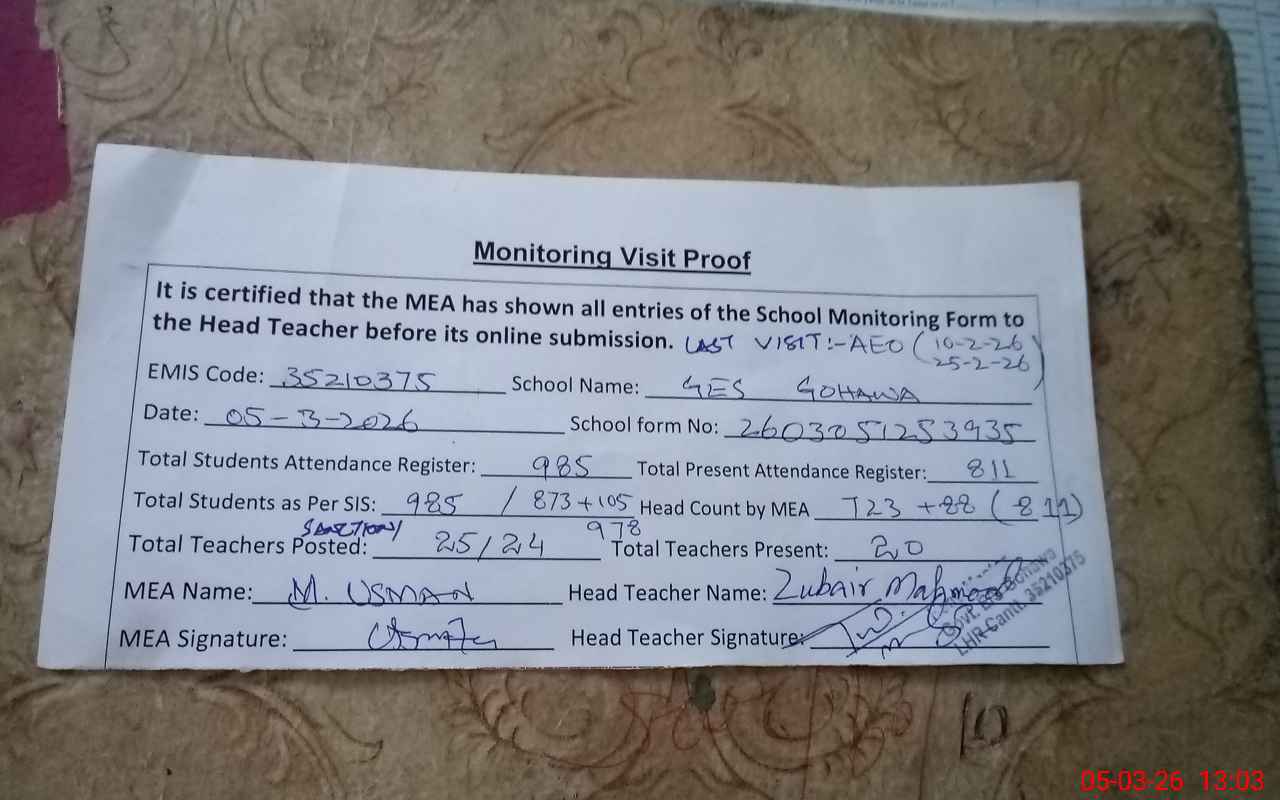 Monitoring Visit Proof
It is certified that the MEA has shown all entries of the School Monitoring Form to
the Head Teacher before its online submission. LAST VISIT:- AEO (10-2-26
25-2-26)
EMIS Code: 35210375 School Name: GES GOHAWA
Date: 05-3-2026 School form No: 2603051253935
Total Students Attendance Register: 985 Total Present Attendance Register: 811
Total Students as Per SIS: 985 / 873+105 Head Count by MEA 723 +88 (811)
SANCTION/ 978
Total Teachers Posted: 25/24 Total Teachers Present: 20
MEA Name: M. USMAN Head Teacher Name: Zubair Mahmood
MEA Signature: Head Teacher Signature:
Govt. Gohawa
LHR Cantt. 35210375
10
05-03-26 13:03